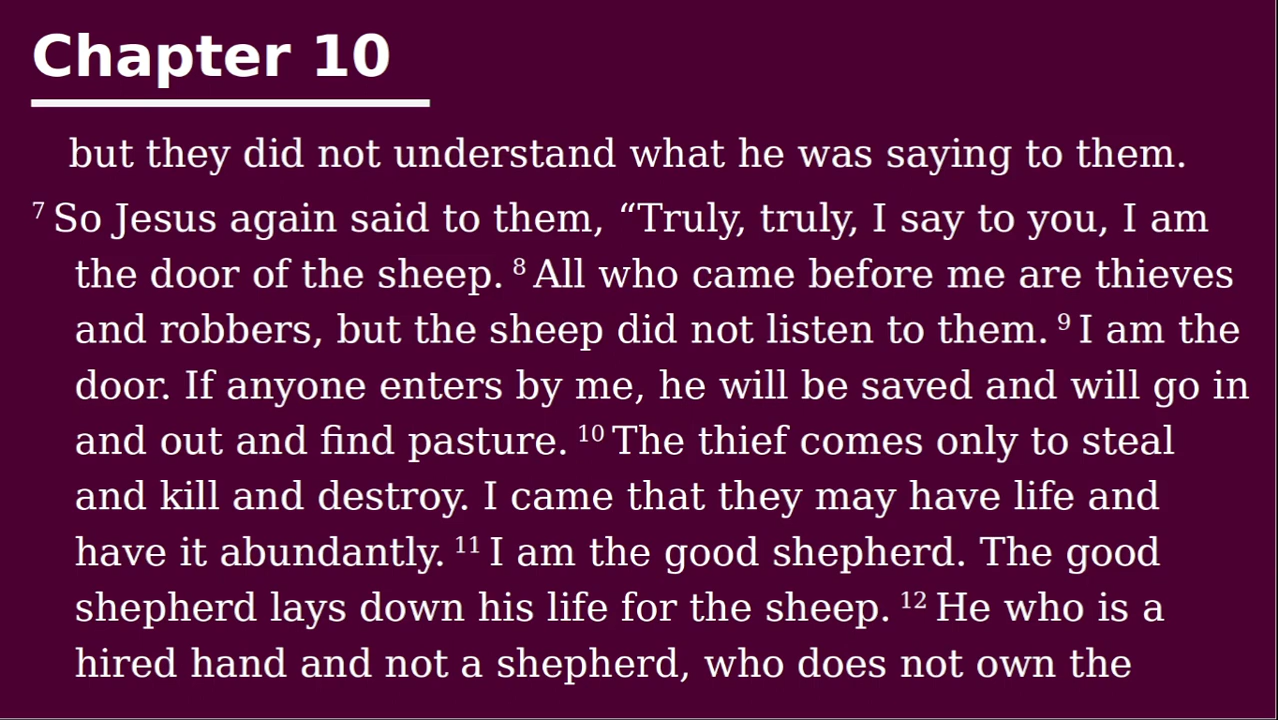 Chapter 10
but they did not understand what he was saying to them.
7 So Jesus again said to them, “Truly, truly, I say to you, I am
the door of the sheep. 8 All who came before me are thieves
and robbers, but the sheep did not listen to them. 9 I am the
door. If anyone enters by me, he will be saved and will go in
and out and find pasture. 10 The thief comes only to steal
and kill and destroy. I came that they may have life and
have it abundantly. 11 I am the good shepherd. The good
shepherd lays down his life for the sheep. 12 He who is a
hired hand and not a shepherd, who does not own the